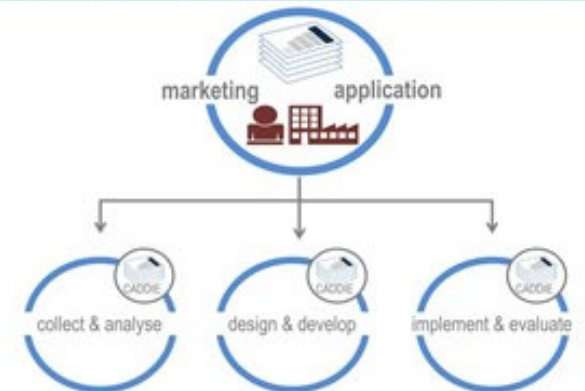 marketing application
CADDIE CADDIE CADDIE
collect & analyse design & develop implement & evaluate